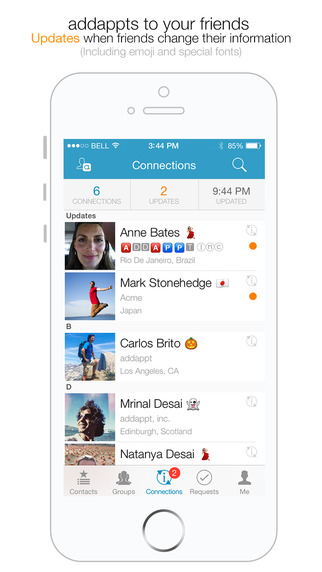 addappts to your friends
Updates when friends change their information
(Including emoji and special fonts)
BELL 3:44 PM 85%
a Connections
6 2 9:44 PM
CONNECTIONS UPDATES UPDATED
Updates
Anne Bates 💃
🅰🅳🅳🅰🅿🅿🆃 ⓘⓝⓒ
Rio De Janeiro, Brazil
Mark Stonehedge 🇯🇵
Acme
Japan
B
Carlos Brito 🎃
addappt
Los Angeles, CA
D
Mrinal Desai 👻
addappt, inc.
Edinburgh, Scotland
Natanya Desai 💃
2
Contacts Groups Connections Requests Me